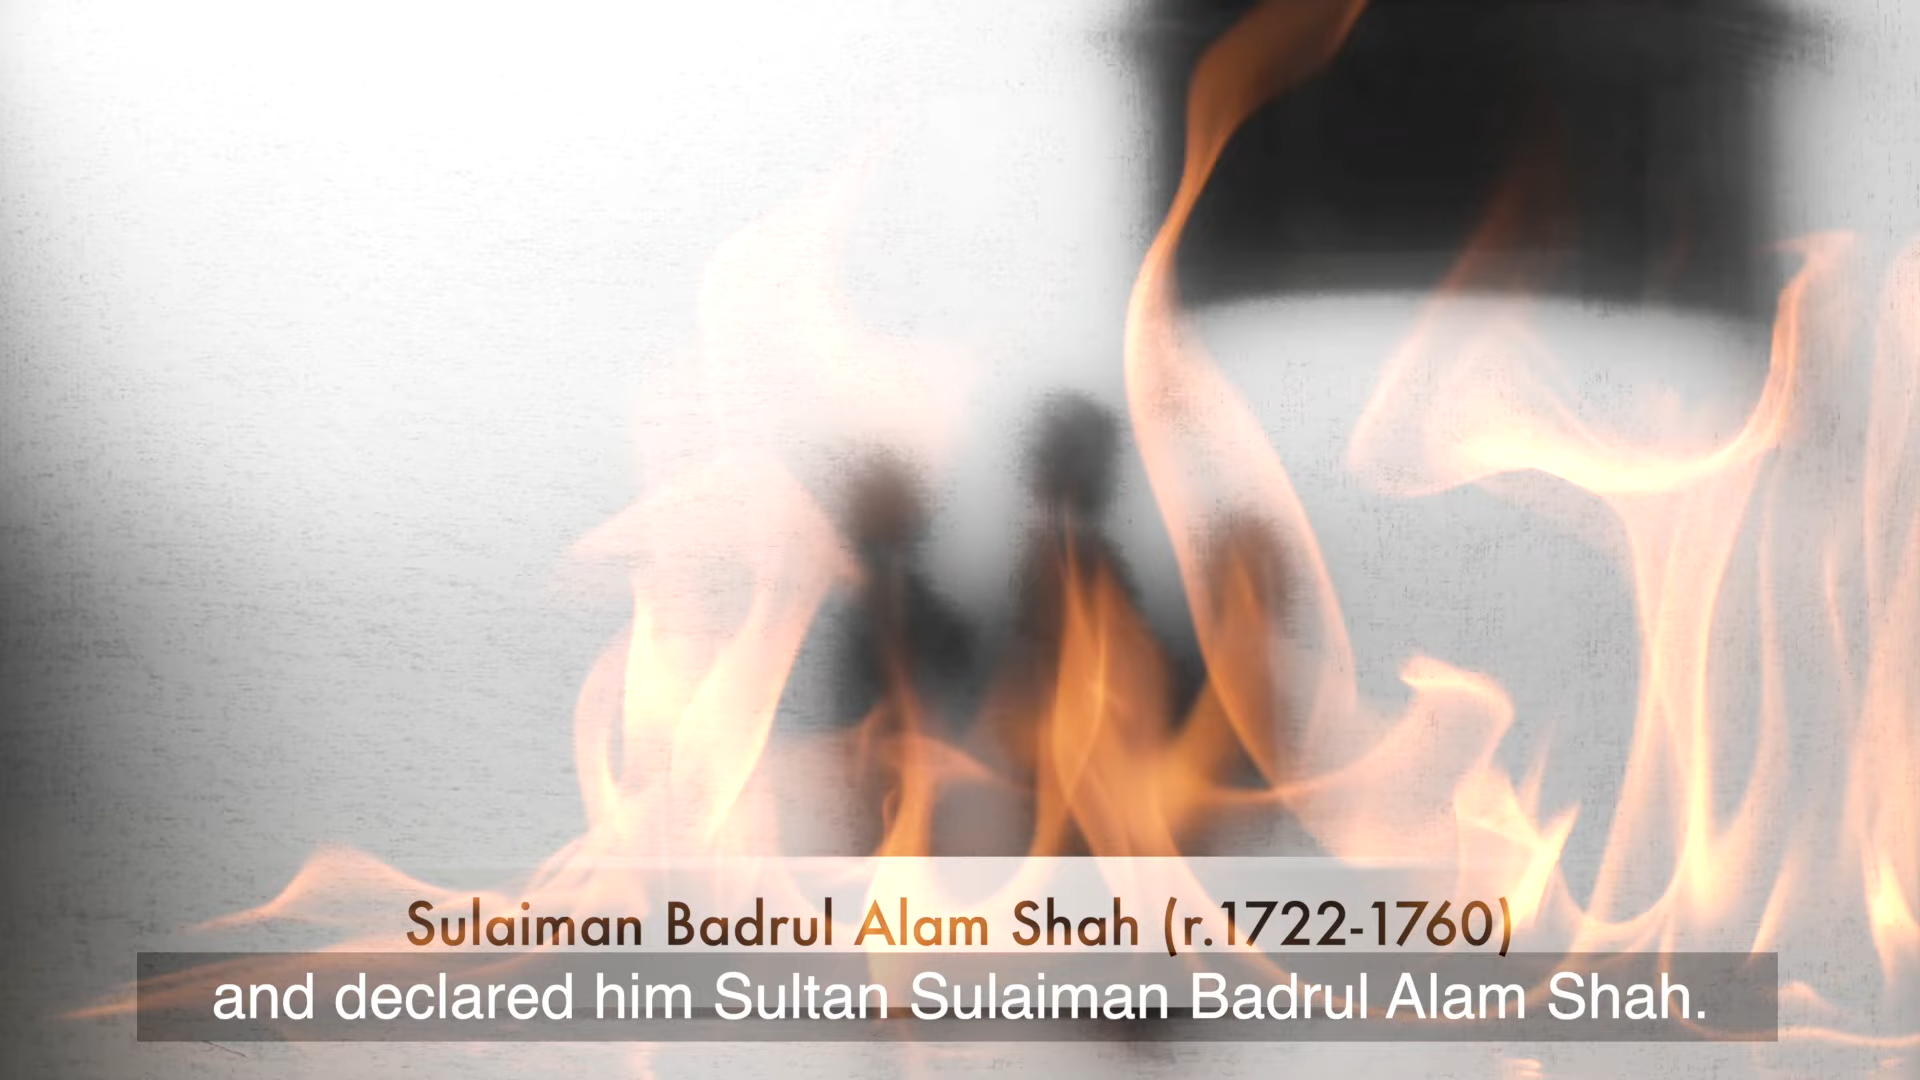 Sulaiman Badrul Alam Shah (r.1722-1760)
and declared him Sultan Sulaiman Badrul Alam Shah.